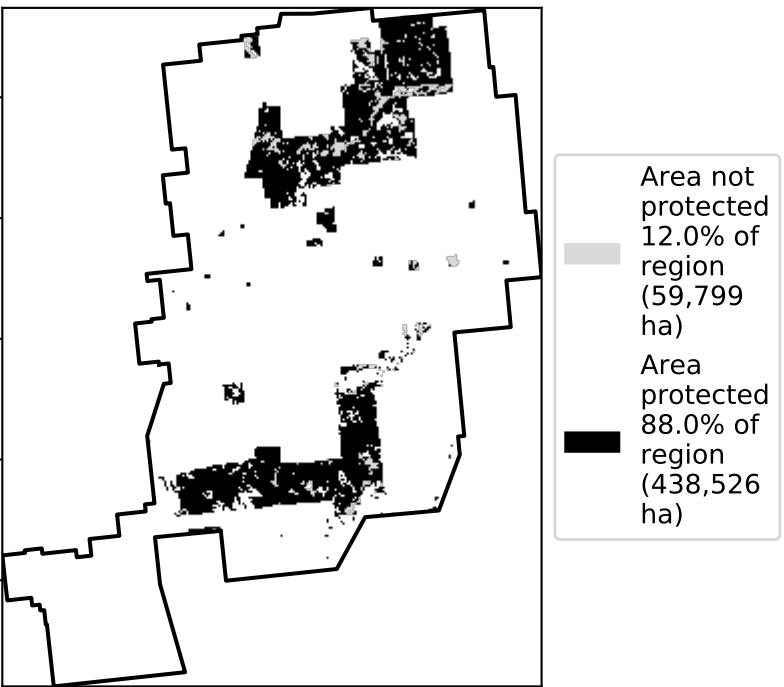 Area not
protected
12.0% of
region
(59,799
ha)
Area
protected
88.0% of
region
(438,526
ha)